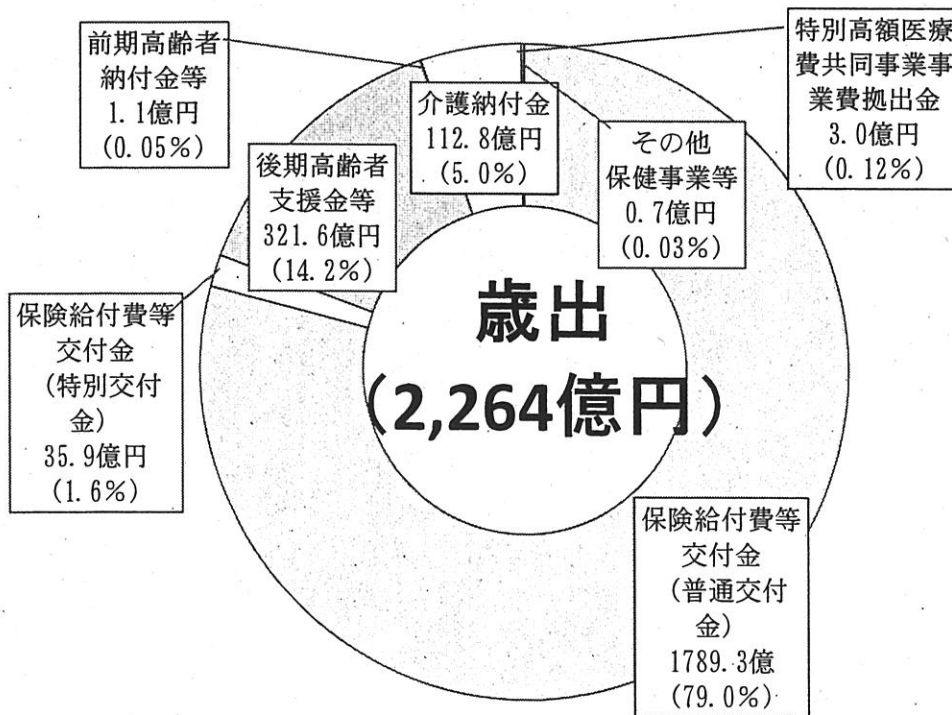 前期高齢者
納付金等
1.1億円
(0.05%)
介護納付金
112.8億円
(5.0%)
特別高額医療
費共同事業事
業費拠出金
3.0億円
(0.12%)
その他
保健事業等
0.7億円
(0.03%)
後期高齢者
支援金等
321.6億円
(14.2%)
歳出
(2,264億円)
保険給付費等
交付金
(特別交付
金)
35.9億円
(1.6%)
保険給付費等
交付金
(普通交付
金)
1789.3億
(79.0%)